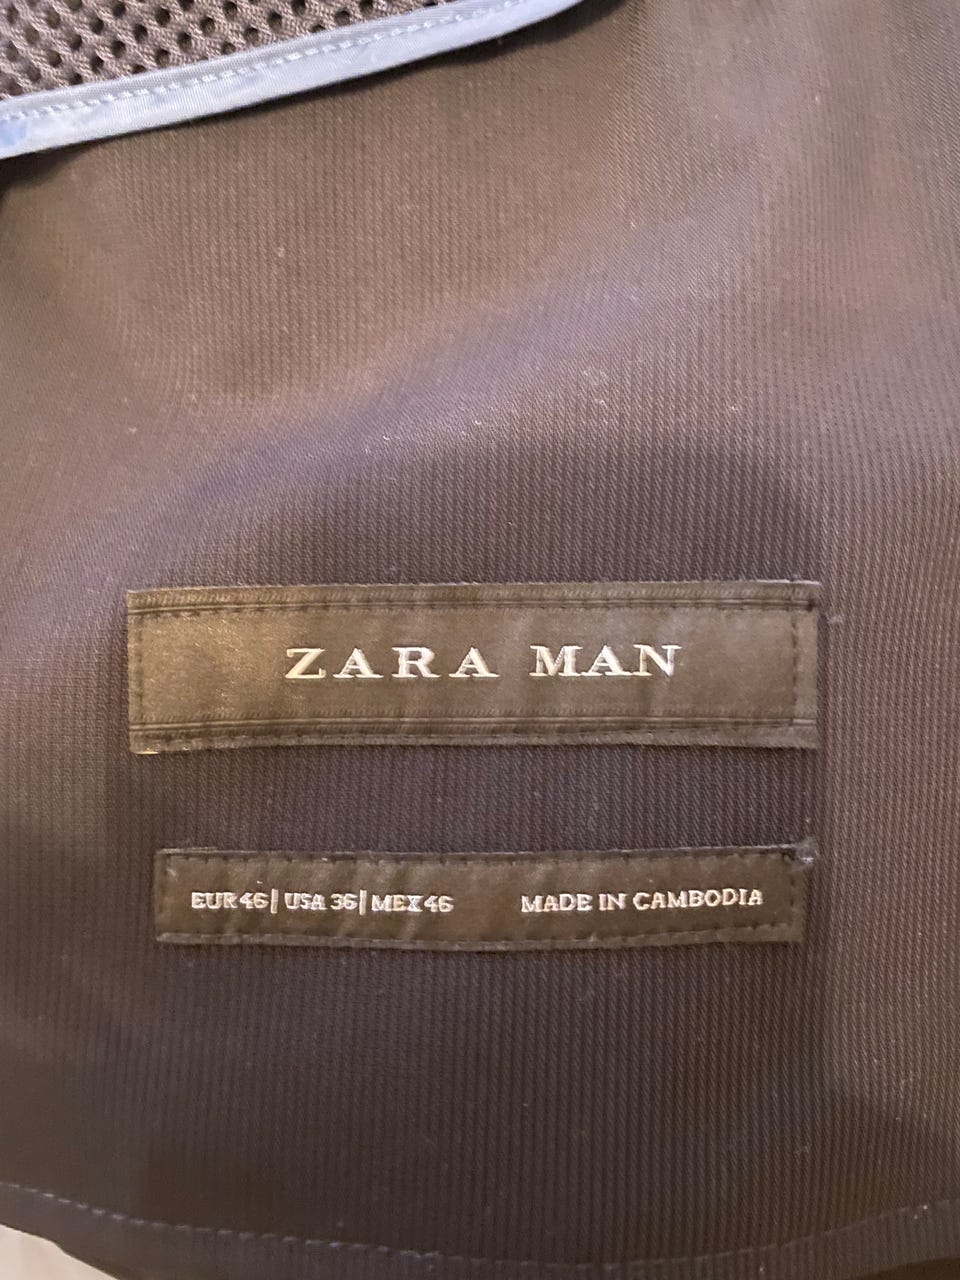 ZARA MAN
EUR 46 | USA 36 | MEX 46 MADE IN CAMBODIA